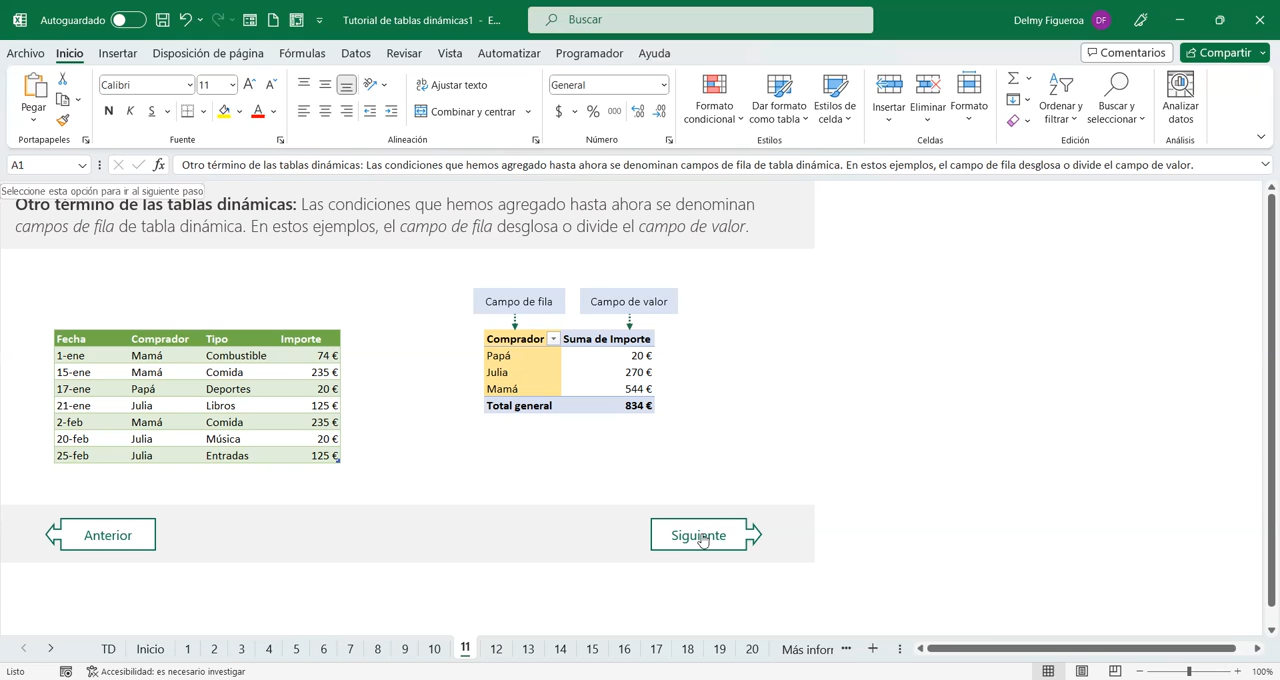 Autoguardado
Tutorial de tablas dinámicas1 - E...
Buscar
Delmy Figueroa
DF
Archivo Inicio Insertar Disposición de página Fórmulas Datos Revisar Vista Automatizar Programador Ayuda
Comentarios
Compartir
Pegar
Calibri
11
N K S
Ajustar texto
Combinar y centrar
General
$ % 000
Formato condicional
Dar formato como tabla
Estilos de celda
Insertar
Eliminar
Formato
Ordenar y filtrar
Buscar y seleccionar
Analizar datos
Portapapeles Fuente Alineación Número Estilos Celdas Edición Análisis
A1
fx
Otro término de las tablas dinámicas: Las condiciones que hemos agregado hasta ahora se denominan campos de fila de tabla dinámica. En estos ejemplos, el campo de fila desglosa o divide el campo de valor.
Seleccione esta opción para ir al siguiente paso
Otro término de las tablas dinámicas: Las condiciones que hemos agregado hasta ahora se denominan
campos de fila de tabla dinámica. En estos ejemplos, el campo de fila desglosa o divide el campo de valor.
Campo de fila
Campo de valor
Fecha Comprador Tipo Importe
1-ene Mamá Combustible 74 €
15-ene Mamá Comida 235 €
17-ene Papá Deportes 20 €
21-ene Julia Libros 125 €
2-feb Mamá Comida 235 €
20-feb Julia Música 20 €
25-feb Julia Entradas 125 €
Comprador Suma de Importe
Papá 20 €
Julia 270 €
Mamá 544 €
Total general 834 €
Anterior
Siguiente
TD Inicio 1 2 3 4 5 6 7 8 9 10 11 12 13 14 15 16 17 18 19 20 Más inforr ...
Listo
Accesibilidad: es necesario investigar
100%